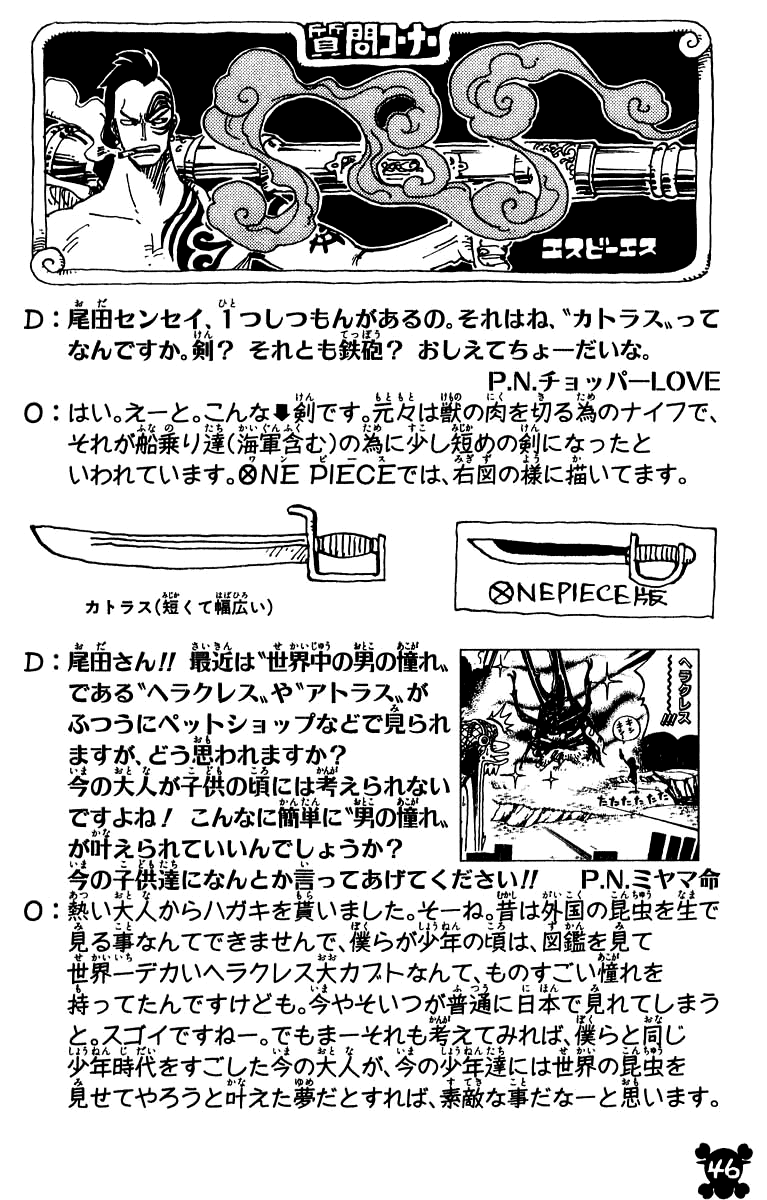 質問コーナー
SBS
エスビーエス
D:尾田センセイ、1つしつもんがあるの。それはね、〝カトラス〟って
なんですか。剣? それとも鉄砲? おしえてちょーだいな。
P.N.チョッパーLOVE
O:はい。えーと。こんな⬇剣です。元々は獣の肉を切る為のナイフで、
それが船乗り達(海軍含む)の為に少し短めの剣になったと
いわれています。ONE PIECEでは、右図の様に描いてます。
カトラス(短くて幅広い)
ONEPIECE版
D:尾田さん!! 最近は〝世界中の男の憧れ〟
である〝ヘラクレス〟や〝アトラス〟が
ふつうにペットショップなどで見られ
ますが、どう思われますか?
今の大人が子供の頃には考えられない
ですよね! こんなに簡単に〝男の憧れ〟
が叶えられていいんでしょうか?
今の子供達になんとか言ってあげてください!! P.N.ミヤマ命
ヘラクレス!!!
たたたたたた
O:熱い大人からハガキを貰いました。そーね。昔は外国の昆虫を生で
見る事なんてできませんで、僕らが少年の頃は、図鑑を見て
世界一デカいヘラクレス大カブトなんて、ものすごい憧れを
持ってたんですけども。今やそいつが普通に日本で見れてしまう
と。スゴイですねー。でもまーそれも考えてみれば、僕らと同じ
少年時代をすごした今の大人が、今の少年達には世界の昆虫を
見せてやろうと叶えた夢だとすれば、素敵な事だなーと思います。
46